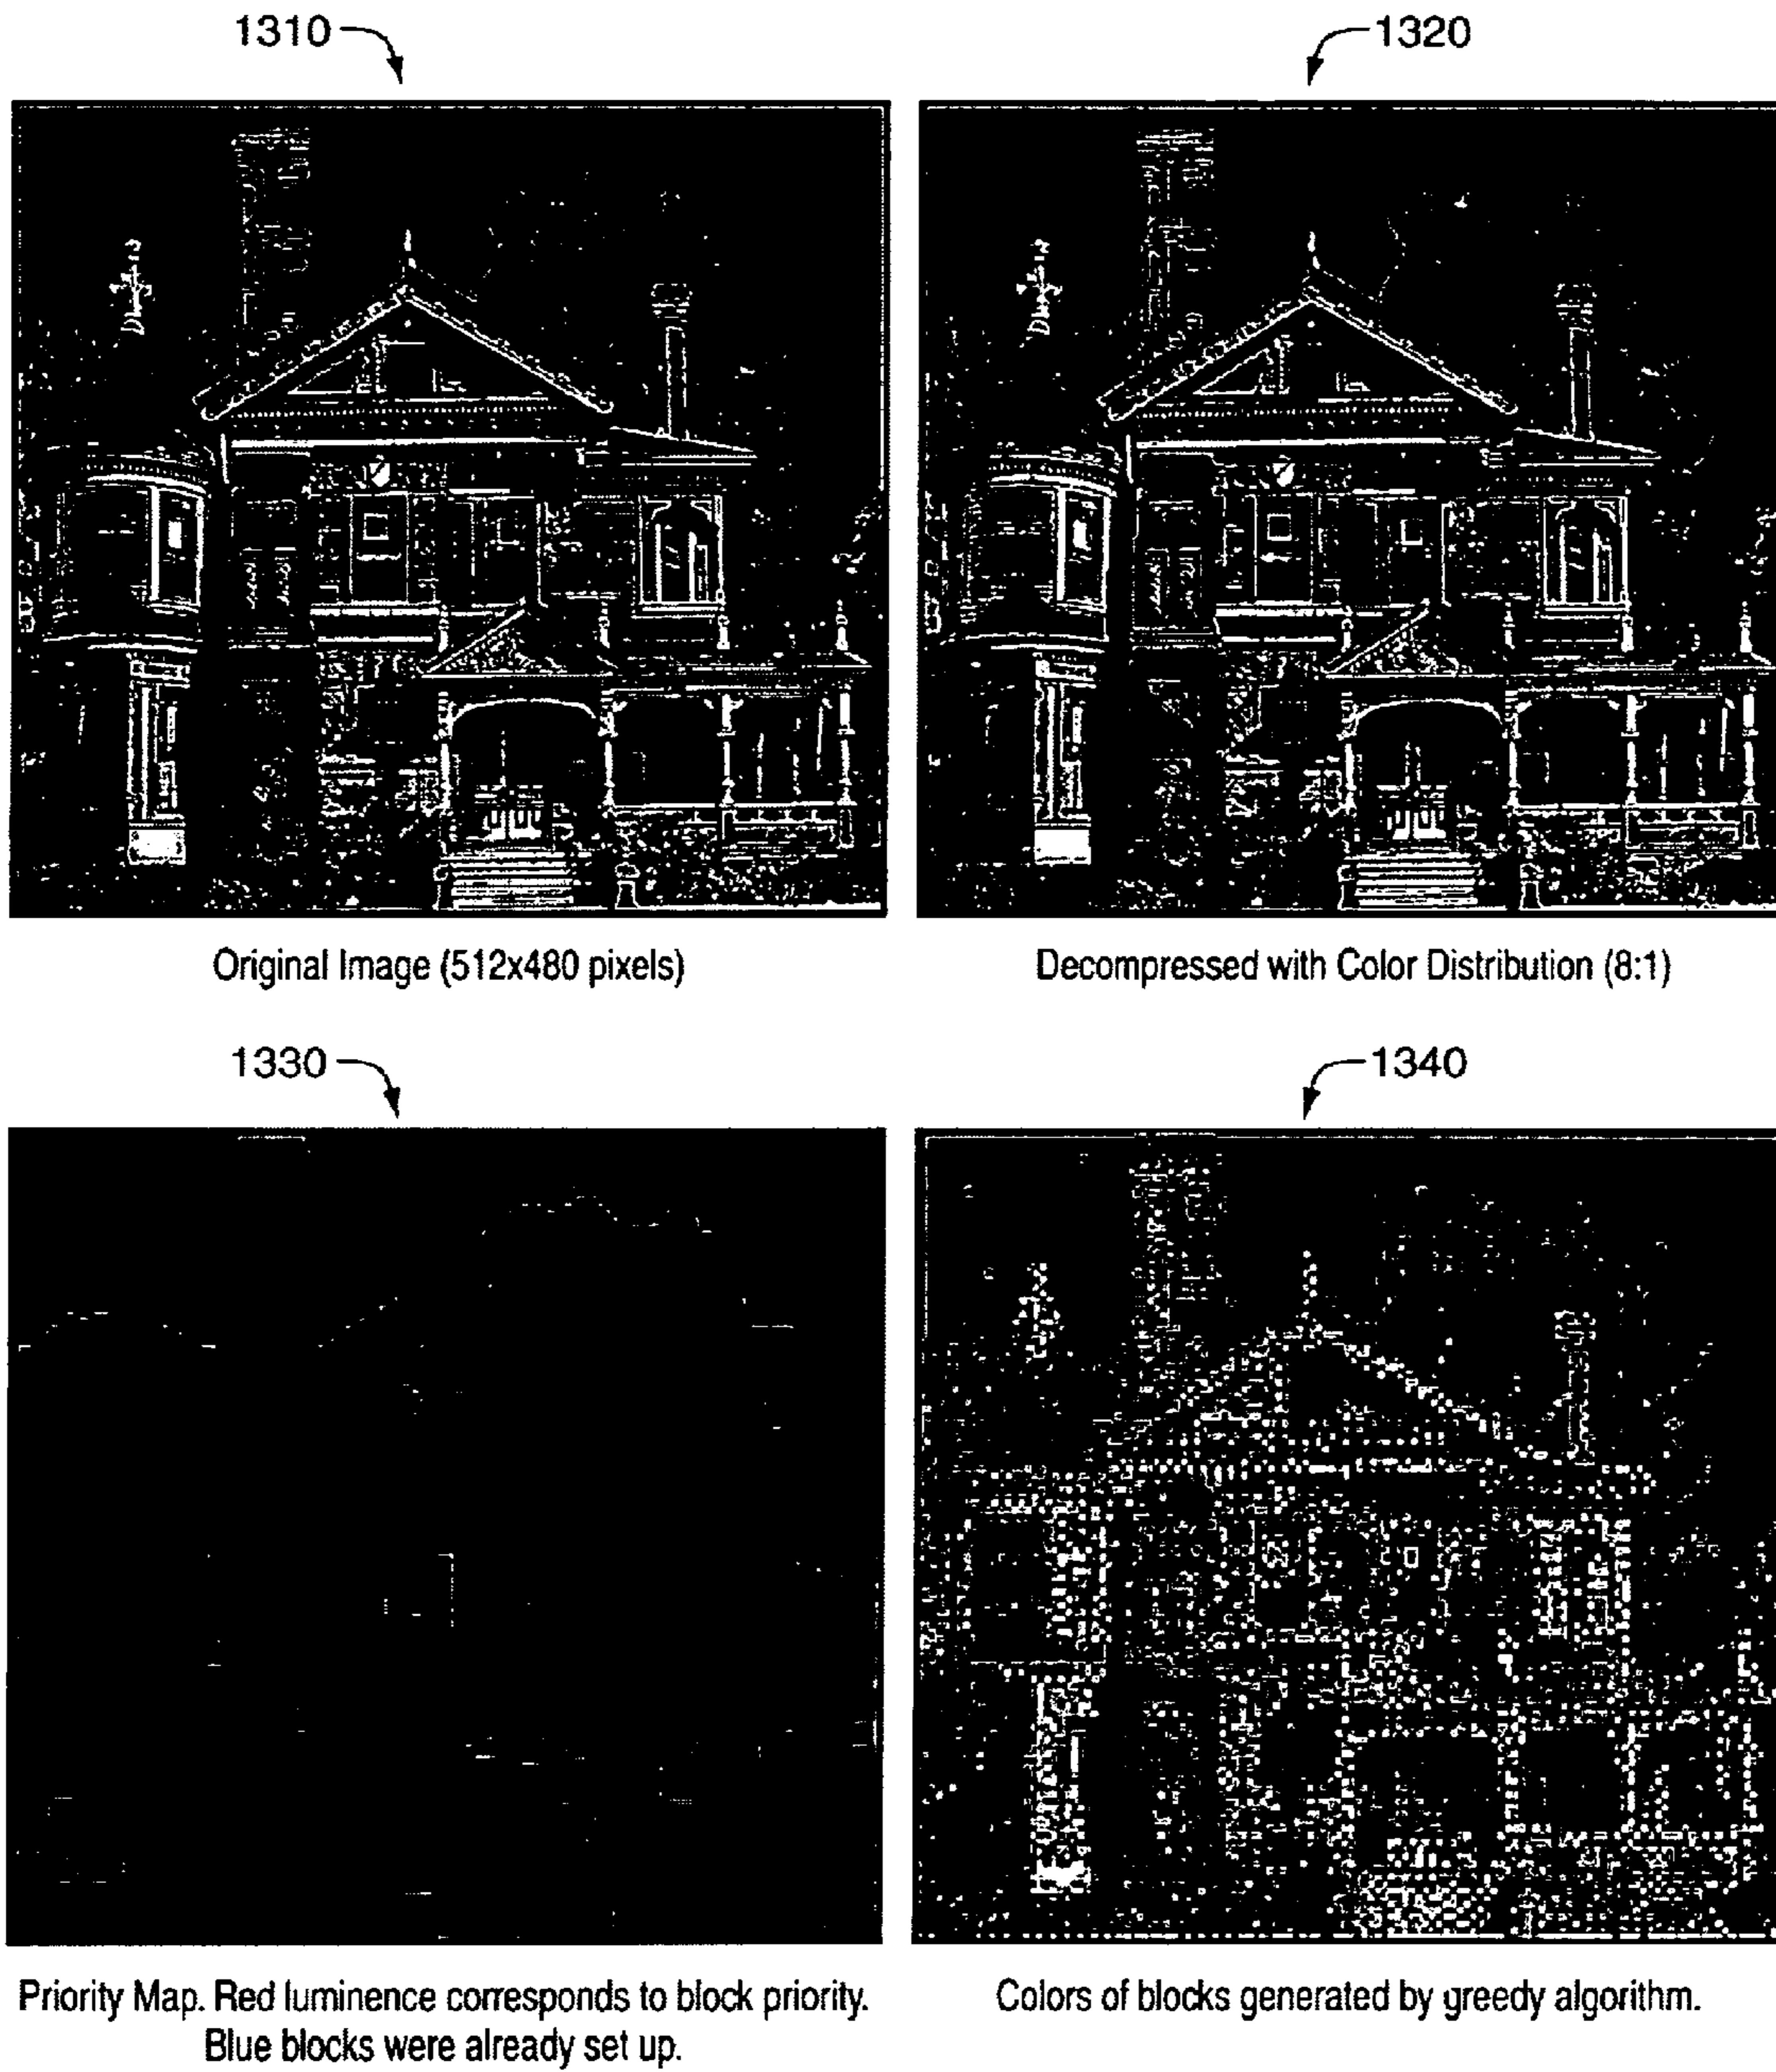 1310
1320
Original Image (512x480 pixels)
Decompressed with Color Distribution (8:1)
1330
1340
Priority Map. Red luminence corresponds to block priority.
Blue blocks were already set up.
Colors of blocks generated by greedy algorithm.